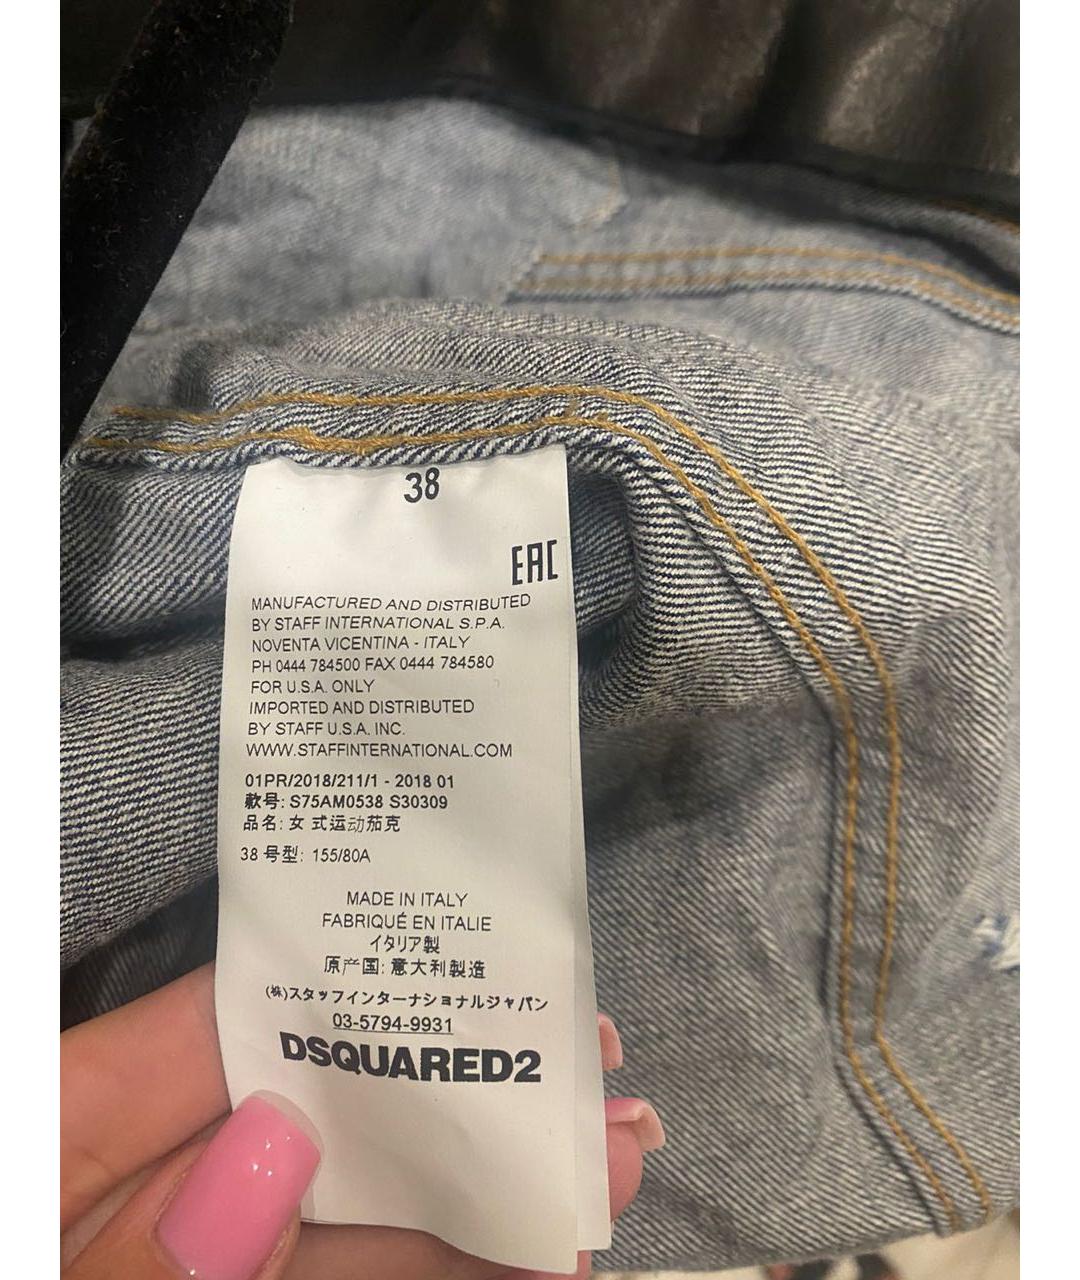 38
EAC
MANUFACTURED AND DISTRIBUTED
BY STAFF INTERNATIONAL S.P.A.
NOVENTA VICENTINA - ITALY
PH 0444 784500 FAX 0444 784580
FOR U.S.A. ONLY
IMPORTED AND DISTRIBUTED
BY STAFF U.S.A. INC.
WWW.STAFFINTERNATIONAL.COM
01PR/2018/211/1 - 2018 01
款号: S75AM0538 S30309
品名: 女 式运动茄克
38 号型: 155/80A
MADE IN ITALY
FABRIQUÉ EN ITALIE
イタリア製
原产国: 意大利製造
(株)スタッフインターナショナルジャパン
03-5794-9931
DSQUARED2